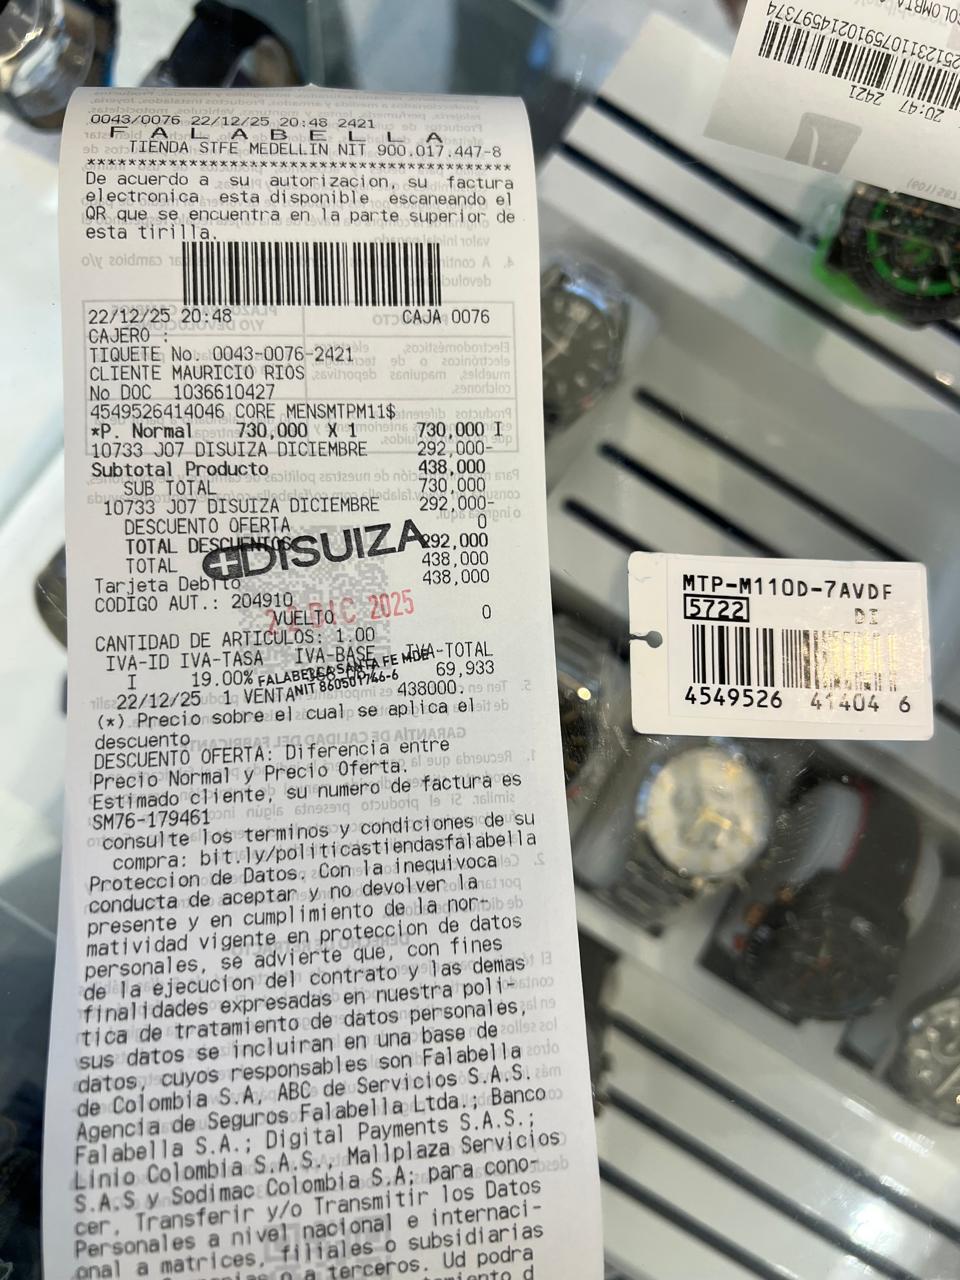 0043/0076 22/12/25 20:48 2421
F A L A B E L L A
TIENDA STFE MEDELLIN NIT 900.017.447-8
****************************************
De acuerdo a su autorizacion, su factura
electronica esta disponible escaneando el
QR que se encuentra en la parte superior de
esta tirilla.
22/12/25 20:48 CAJA 0076
CAJERO :
TIQUETE No. 0043-0076-2421
CLIENTE MAURICIO RIOS
No DOC 1036610427
4549526414046 CORE MENSMTPM11$
*P. Normal 730,000 X 1 730,000 I
10733 J07 DISUIZA DICIEMBRE 292,000-
Subtotal Producto 438,000
SUB TOTAL 730,000
10733 J07 DISUIZA DICIEMBRE 292,000-
DESCUENTO OFERTA 0
TOTAL DESCUENTOS 292,000
TOTAL 438,000
Tarjeta Debito 438,000
CODIGO AUT.: 204910
VUELTO 0
CANTIDAD DE ARTICULOS: 1.00
IVA-ID IVA-TASA IVA-BASE IVA-TOTAL
I 19.00% 69,933
22/12/25 1 VENTA 438000.
(*) Precio sobre el cual se aplica el
descuento
DESCUENTO OFERTA: Diferencia entre
Precio Normal y Precio Oferta.
Estimado cliente, su numero de factura es
SM76-179461
consulte los terminos y condiciones de su
compra: bit.ly/politicastiendasfalabella
Proteccion de Datos. Con la inequivoca
conducta de aceptar y no devolver la
presente y en cumplimiento de la nor-
matividad vigente en proteccion de datos
personales, se advierte que, con fines
de la ejecucion del contrato y las demas
finalidades expresadas en nuestra poli-
tica de tratamiento de datos personales,
sus datos se incluiran en una base de
datos, cuyos responsables son Falabella
de Colombia S.A, ABC de Servicios S.A.S.
Agencia de Seguros Falabella Ltda.; Banco
Falabella S.A.; Digital Payments S.A.S.;
Linio Colombia S.A.S., Mallplaza Servicios
S.A.S y Sodimac Colombia S.A; para cono-
cer, Transferir y/o Transmitir los Datos
Personales a nivel nacional e internaci-
onal a matrices, filiales o subsidiarias
o a terceros. Ud podra
DISUIZA
22 DIC 2025
FALABELLA SANTA FE MDE
NIT 860501746-6
MTP-M110D-7AVDF
5722 DI
4549526 41404 6
2512311075910214597374
2421
20:47